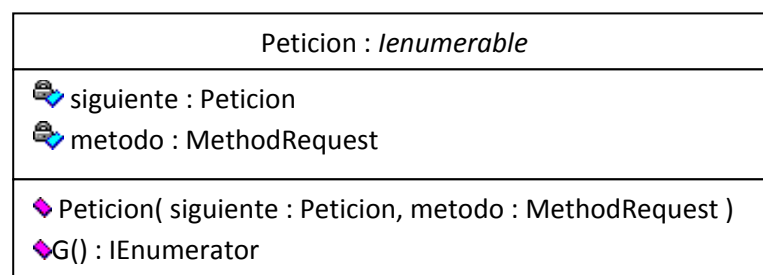 Peticion : Ienumerable
siguiente : Peticion
metodo : MethodRequest
Peticion( siguiente : Peticion, metodo : MethodRequest )
G() : IEnumerator